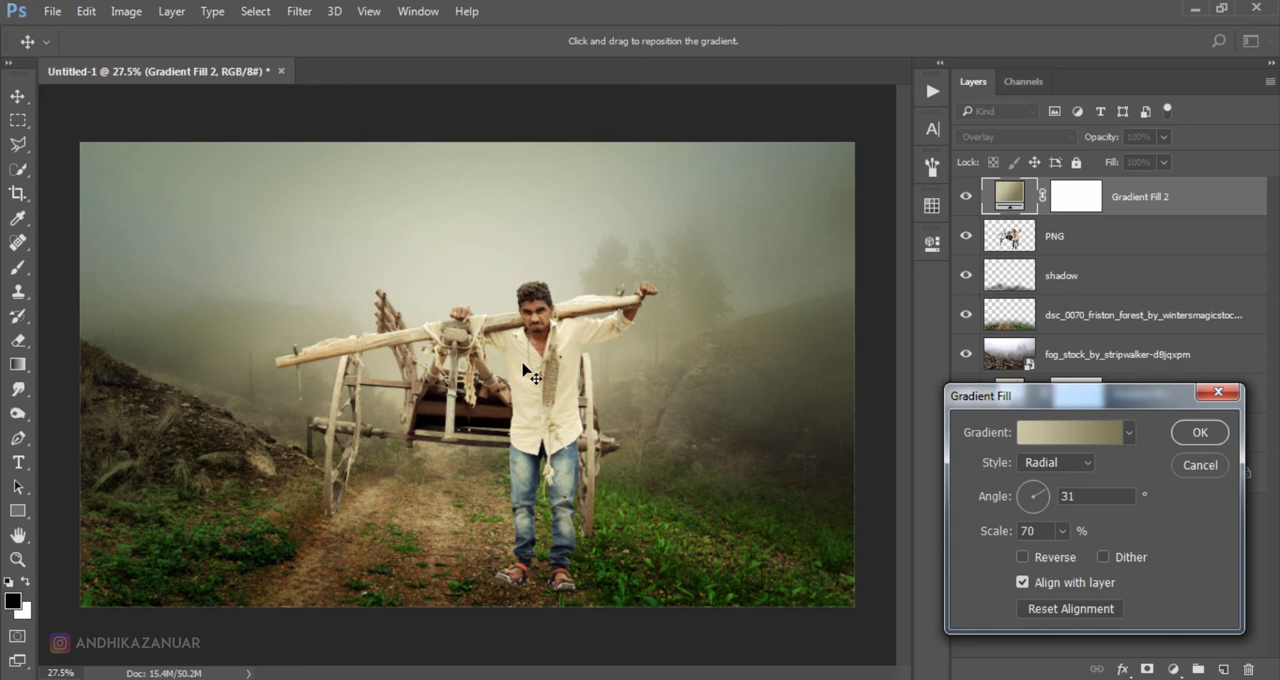 Ps File Edit Image Layer Type Select Filter 3D View Window Help
Click and drag to reposition the gradient.
Untitled-1 @ 27.5% (Gradient Fill 2, RGB/8#) *
Layers Channels
Kind
Overlay Opacity: 100%
Lock: Fill: 100%
Gradient Fill 2
PNG
shadow
dsc_0070_friston_forest_by_wintersmagicstoc...
fog_stock_by_stripwalker-d8jqxpm
Gradient Fill
Gradient: OK
Style: Radial Cancel
Angle: 31 °
Scale: 70 %
Reverse Dither
Align with layer
Reset Alignment
ANDHIKAZANUAR
27.5% Doc: 15.4M/50.2M